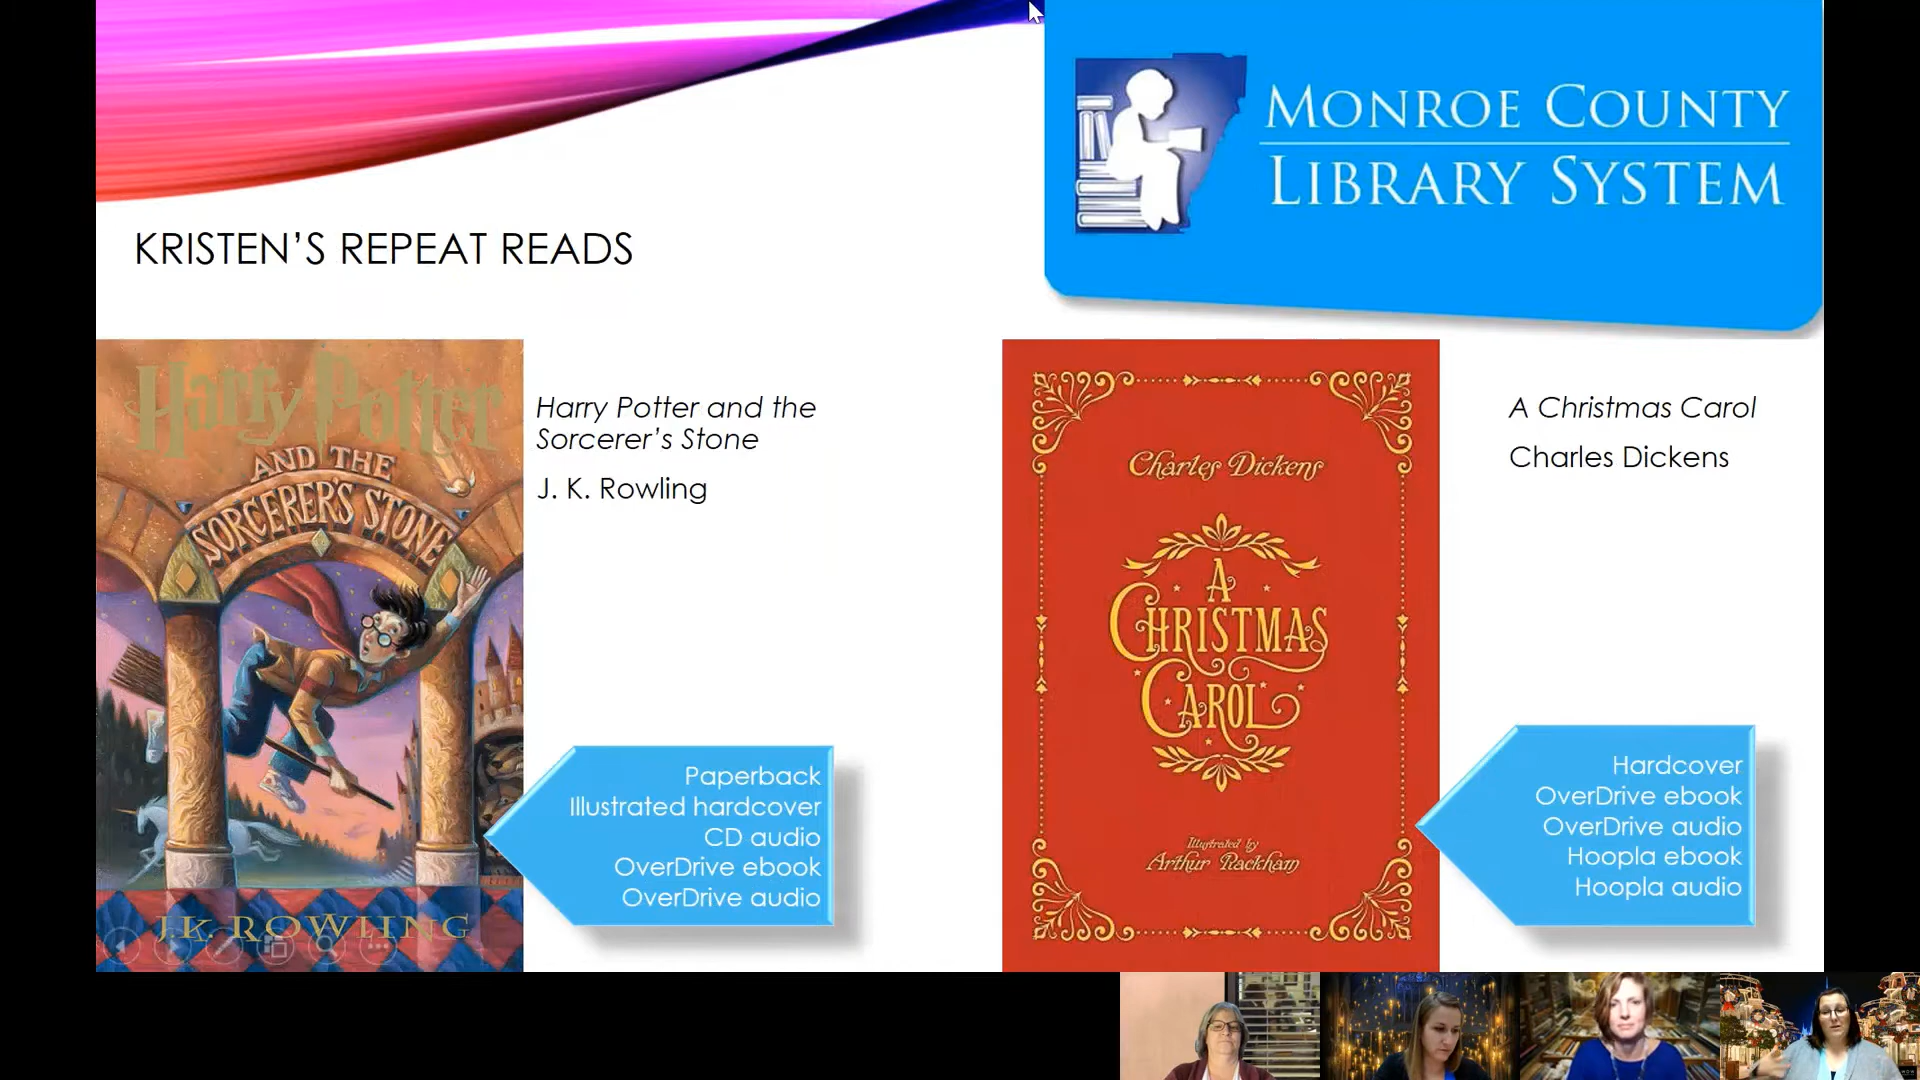 MONROE COUNTY
LIBRARY SYSTEM
KRISTEN'S REPEAT READS
Harry Potter
AND THE
SORCERER'S STONE
J.K. ROWLING
Harry Potter and the
Sorcerer's Stone
J. K. Rowling
Paperback
Illustrated hardcover
CD audio
OverDrive ebook
OverDrive audio
Charles Dickens
A
CHRISTMAS
CAROL
Illustrated by
Arthur Rackham
A Christmas Carol
Charles Dickens
Hardcover
OverDrive ebook
OverDrive audio
Hoopla ebook
Hoopla audio